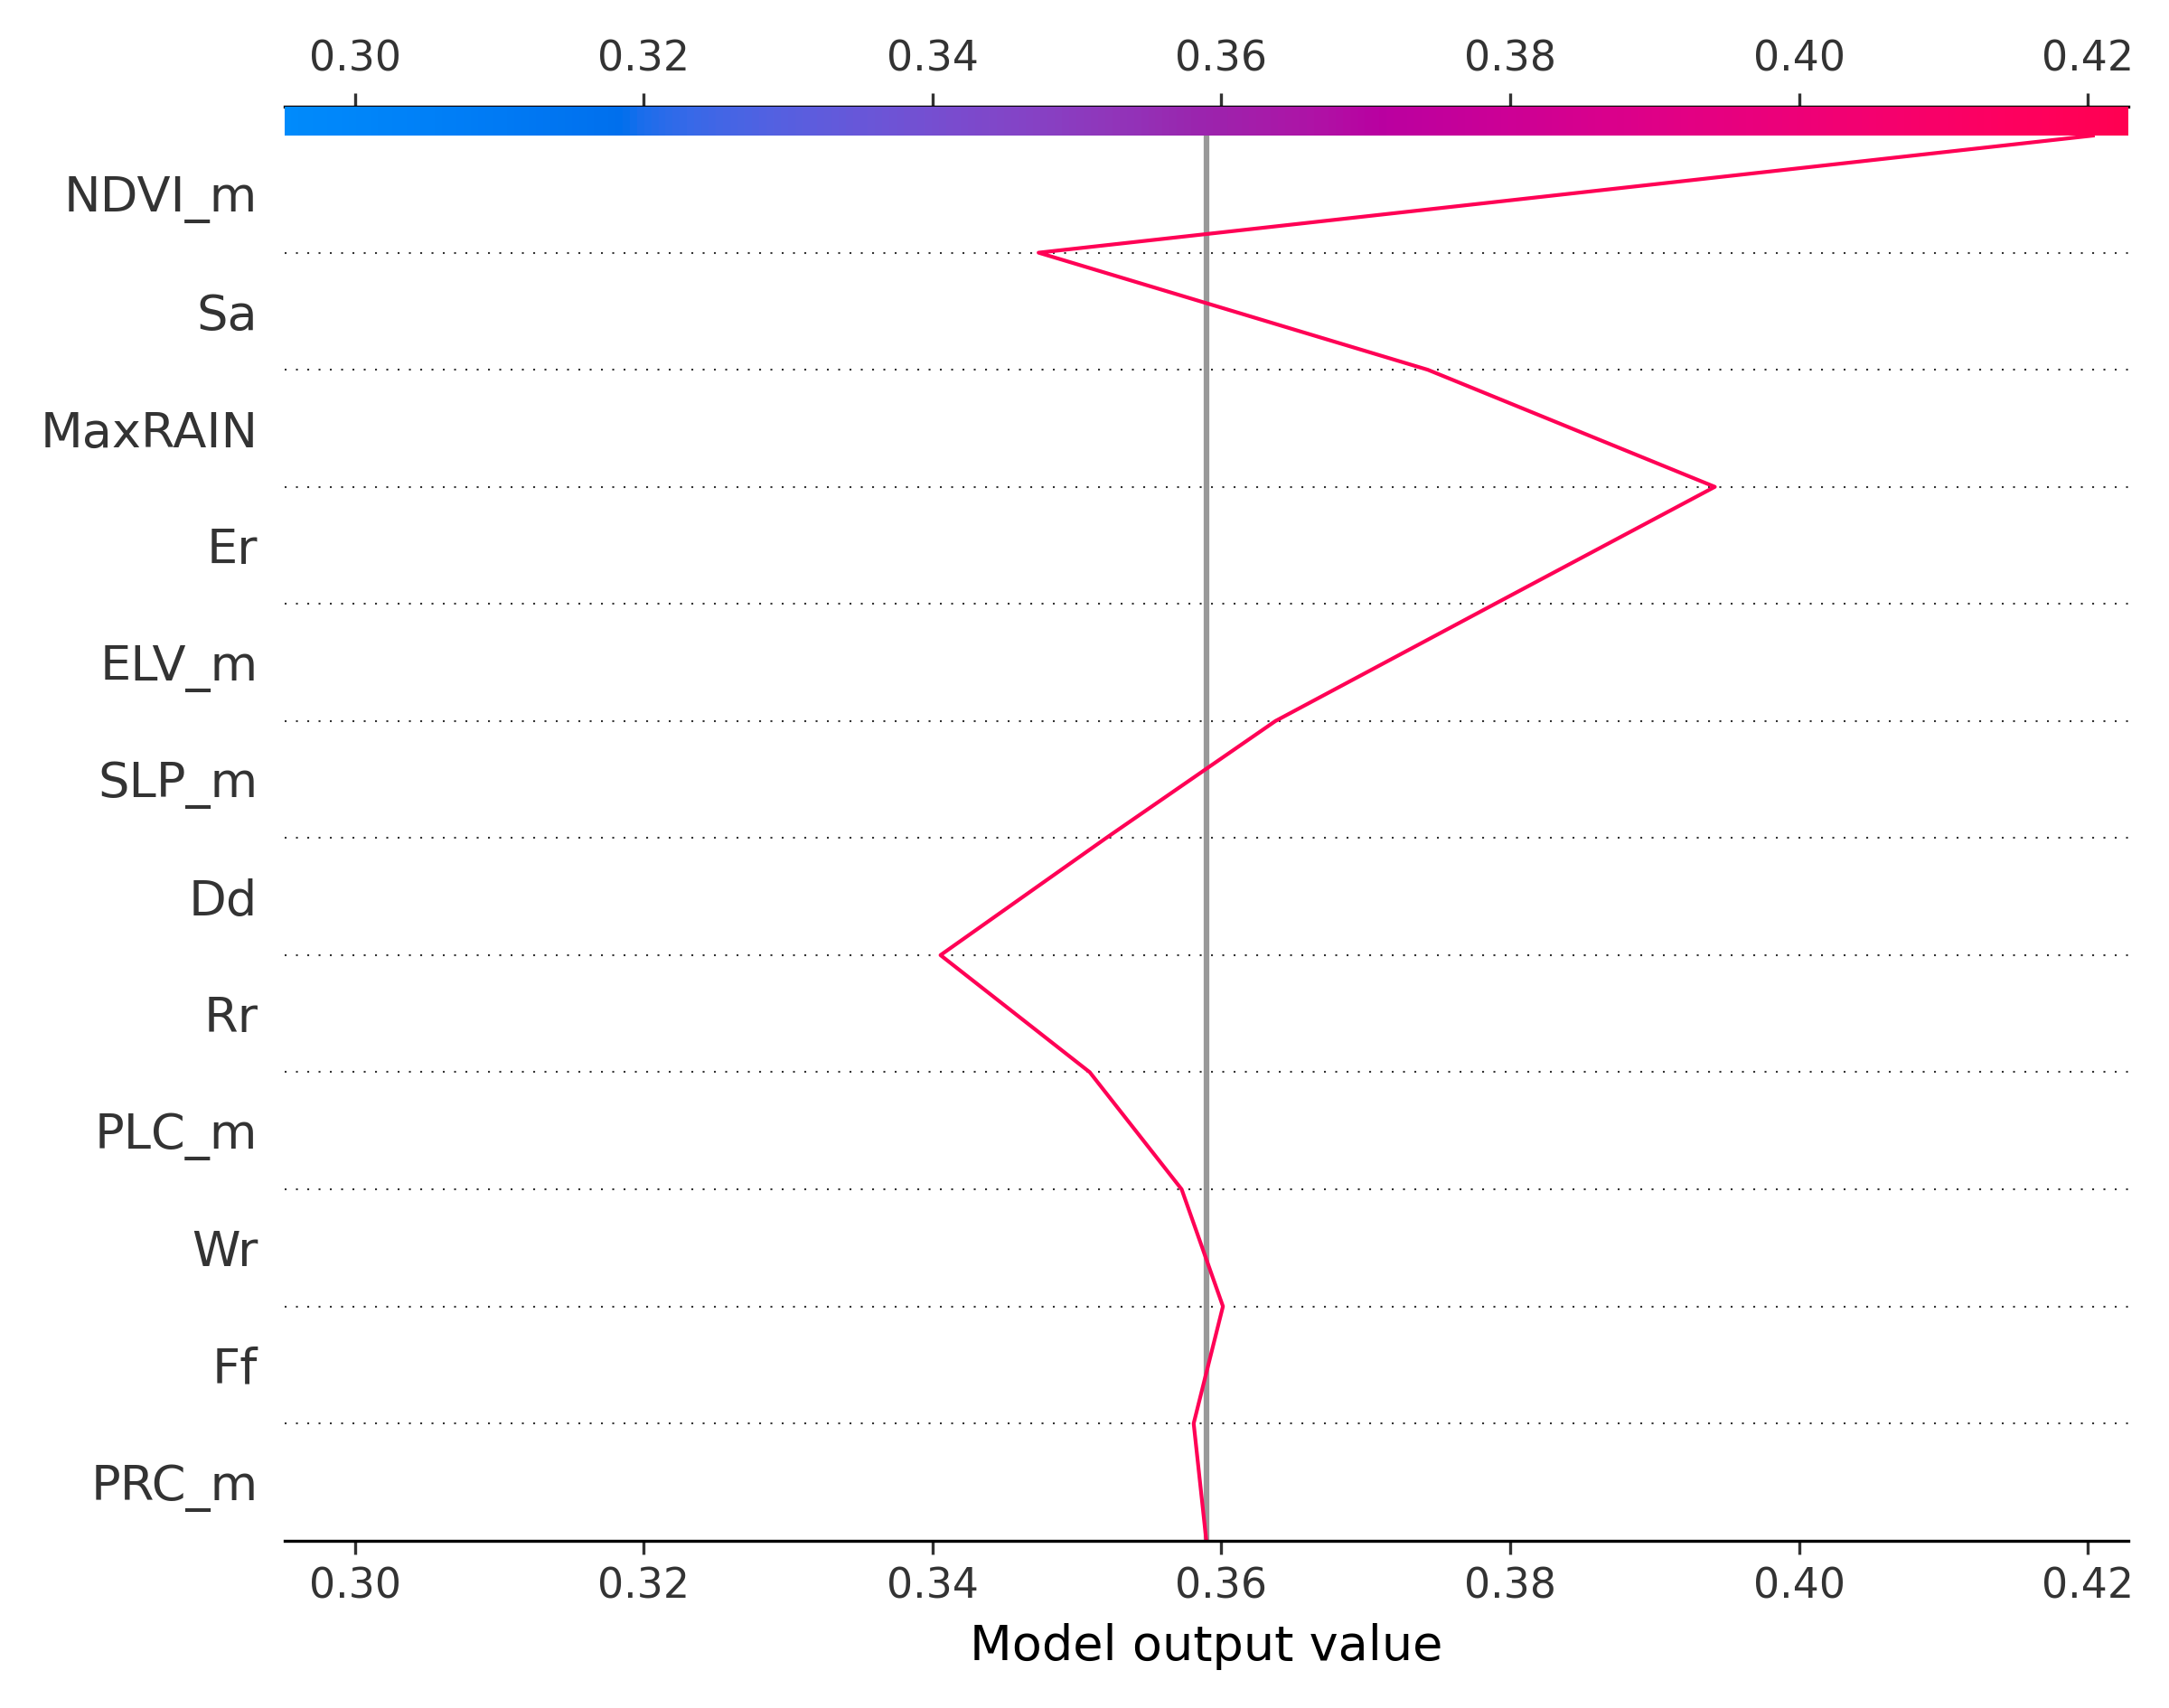 0.30 0.32 0.34 0.36 0.38 0.40 0.42
NDVI_m
Sa
MaxRAIN
Er
ELV_m
SLP_m
Dd
Rr
PLC_m
Wr
Ff
PRC_m
0.30 0.32 0.34 0.36 0.38 0.40 0.42
Model output value